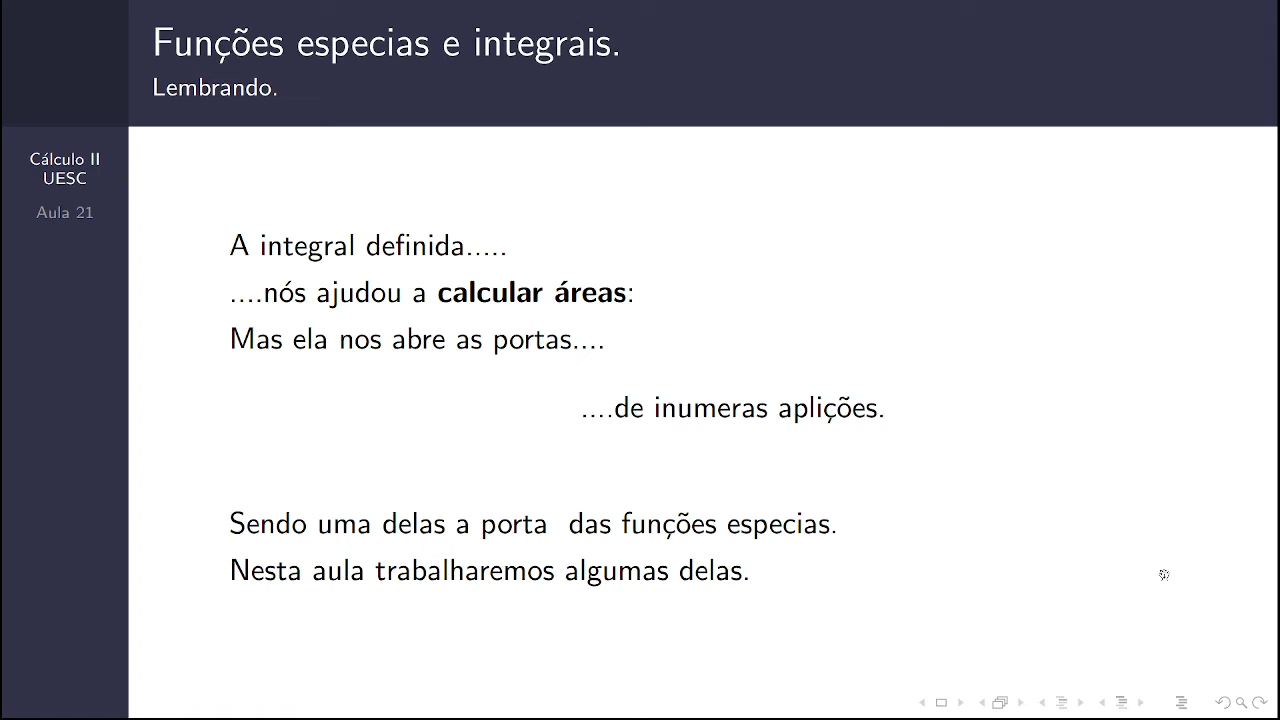 Funções especias e integrais.
Lembrando.
Cálculo II
UESC
Aula 21
A integral definida.....
....nós ajudou a calcular áreas:
Mas ela nos abre as portas....
....de inumeras aplições.
Sendo uma delas a porta das funções especias.
Nesta aula trabalharemos algumas delas.